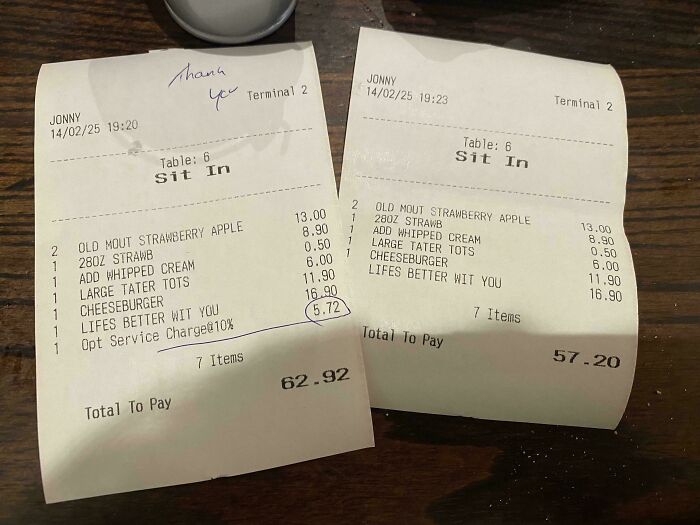 Thank
You
JONNY Terminal 2
14/02/25 19:20
Table: 6
Sit In
2 OLD MOUT STRAWBERRY APPLE 13.00
1 28OZ STRAWB 8.90
1 ADD WHIPPED CREAM 0.50
1 LARGE TATER TOTS 6.00
1 CHEESEBURGER 11.90
1 LIFES BETTER WIT YOU 16.90
1 Opt Service Charge@10% 5.72
7 Items
Total To Pay 62.92
JONNY
14/02/25 19:23 Terminal 2
Table: 6
Sit In
2 OLD MOUT STRAWBERRY APPLE 13.00
1 28OZ STRAWB 8.90
1 ADD WHIPPED CREAM 0.50
1 LARGE TATER TOTS 6.00
1 CHEESEBURGER 11.90
LIFES BETTER WIT YOU 16.90
7 Items
Total To Pay 57.20